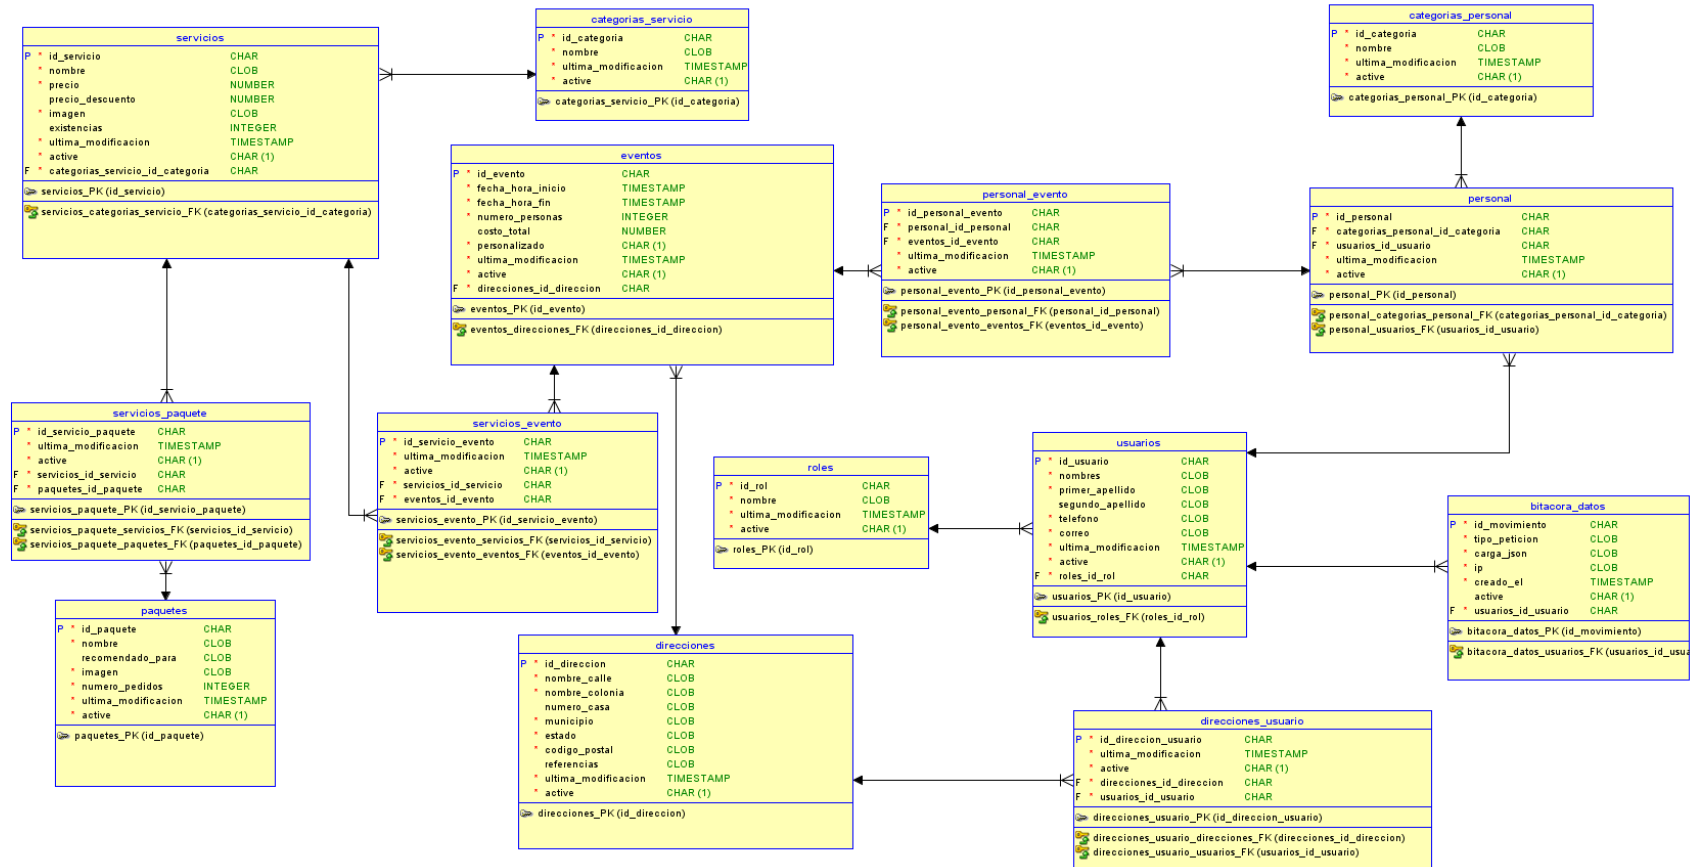 servicios
P * id_servicio CHAR
* nombre CLOB
* precio NUMBER
precio_descuento NUMBER
* imagen CLOB
existencias INTEGER
* ultima_modificacion TIMESTAMP
* active CHAR (1)
F * categorias_servicio_id_categoria CHAR
servicios_PK (id_servicio)
servicios_categorias_servicio_FK (categorias_servicio_id_categoria)
categorias_servicio
P * id_categoria CHAR
* nombre CLOB
* ultima_modificacion TIMESTAMP
* active CHAR (1)
categorias_servicio_PK (id_categoria)
categorias_personal
P * id_categoria CHAR
* nombre CLOB
* ultima_modificacion TIMESTAMP
* active CHAR (1)
categorias_personal_PK (id_categoria)
eventos
P * id_evento CHAR
* fecha_hora_inicio TIMESTAMP
* fecha_hora_fin TIMESTAMP
* numero_personas INTEGER
costo_total NUMBER
* personalizado CHAR (1)
* ultima_modificacion TIMESTAMP
* active CHAR (1)
F * direcciones_id_direccion CHAR
eventos_PK (id_evento)
eventos_direcciones_FK (direcciones_id_direccion)
personal_evento
P * id_personal_evento CHAR
F * personal_id_personal CHAR
F * eventos_id_evento CHAR
* ultima_modificacion TIMESTAMP
* active CHAR (1)
personal_evento_PK (id_personal_evento)
personal_evento_personal_FK (personal_id_personal)
personal_evento_eventos_FK (eventos_id_evento)
personal
P * id_personal CHAR
F * categorias_personal_id_categoria CHAR
F * usuarios_id_usuario CHAR
* ultima_modificacion TIMESTAMP
* active CHAR (1)
personal_PK (id_personal)
personal_categorias_personal_FK (categorias_personal_id_categoria)
personal_usuarios_FK (usuarios_id_usuario)
servicios_paquete
P * id_servicio_paquete CHAR
* ultima_modificacion TIMESTAMP
* active CHAR (1)
F * servicios_id_servicio CHAR
F * paquetes_id_paquete CHAR
servicios_paquete_PK (id_servicio_paquete)
servicios_paquete_servicios_FK (servicios_id_servicio)
servicios_paquete_paquetes_FK (paquetes_id_paquete)
servicios_evento
P * id_servicio_evento CHAR
* ultima_modificacion TIMESTAMP
* active CHAR (1)
F * servicios_id_servicio CHAR
F * eventos_id_evento CHAR
servicios_evento_PK (id_servicio_evento)
servicios_evento_servicios_FK (servicios_id_servicio)
servicios_evento_eventos_FK (eventos_id_evento)
roles
P * id_rol CHAR
* nombre CLOB
* ultima_modificacion TIMESTAMP
* active CHAR (1)
roles_PK (id_rol)
usuarios
P * id_usuario CHAR
* nombres CLOB
* primer_apellido CLOB
segundo_apellido CLOB
* telefono CLOB
* correo CLOB
* ultima_modificacion TIMESTAMP
* active CHAR (1)
F * roles_id_rol CHAR
usuarios_PK (id_usuario)
usuarios_roles_FK (roles_id_rol)
bitacora_datos
P * id_movimiento CHAR
* tipo_peticion CLOB
* carga_json CLOB
* ip CLOB
* creado_el TIMESTAMP
active CHAR (1)
F * usuarios_id_usuario CHAR
bitacora_datos_PK (id_movimiento)
bitacora_datos_usuarios_FK (usuarios_id_usua
paquetes
P * id_paquete CHAR
* nombre CLOB
recomendado_para CLOB
* imagen CLOB
* numero_pedidos INTEGER
* ultima_modificacion TIMESTAMP
* active CHAR (1)
paquetes_PK (id_paquete)
direcciones
P * id_direccion CHAR
* nombre_calle CLOB
* nombre_colonia CLOB
numero_casa CLOB
* municipio CLOB
* estado CLOB
* codigo_postal CLOB
referencias CLOB
* ultima_modificacion TIMESTAMP
* active CHAR (1)
direcciones_PK (id_direccion)
direcciones_usuario
P * id_direccion_usuario CHAR
* ultima_modificacion TIMESTAMP
* active CHAR (1)
F * direcciones_id_direccion CHAR
F * usuarios_id_usuario CHAR
direcciones_usuario_PK (id_direccion_usuario)
direcciones_usuario_direcciones_FK (direcciones_id_direccion)
direcciones_usuario_usuarios_FK (usuarios_id_usuario)